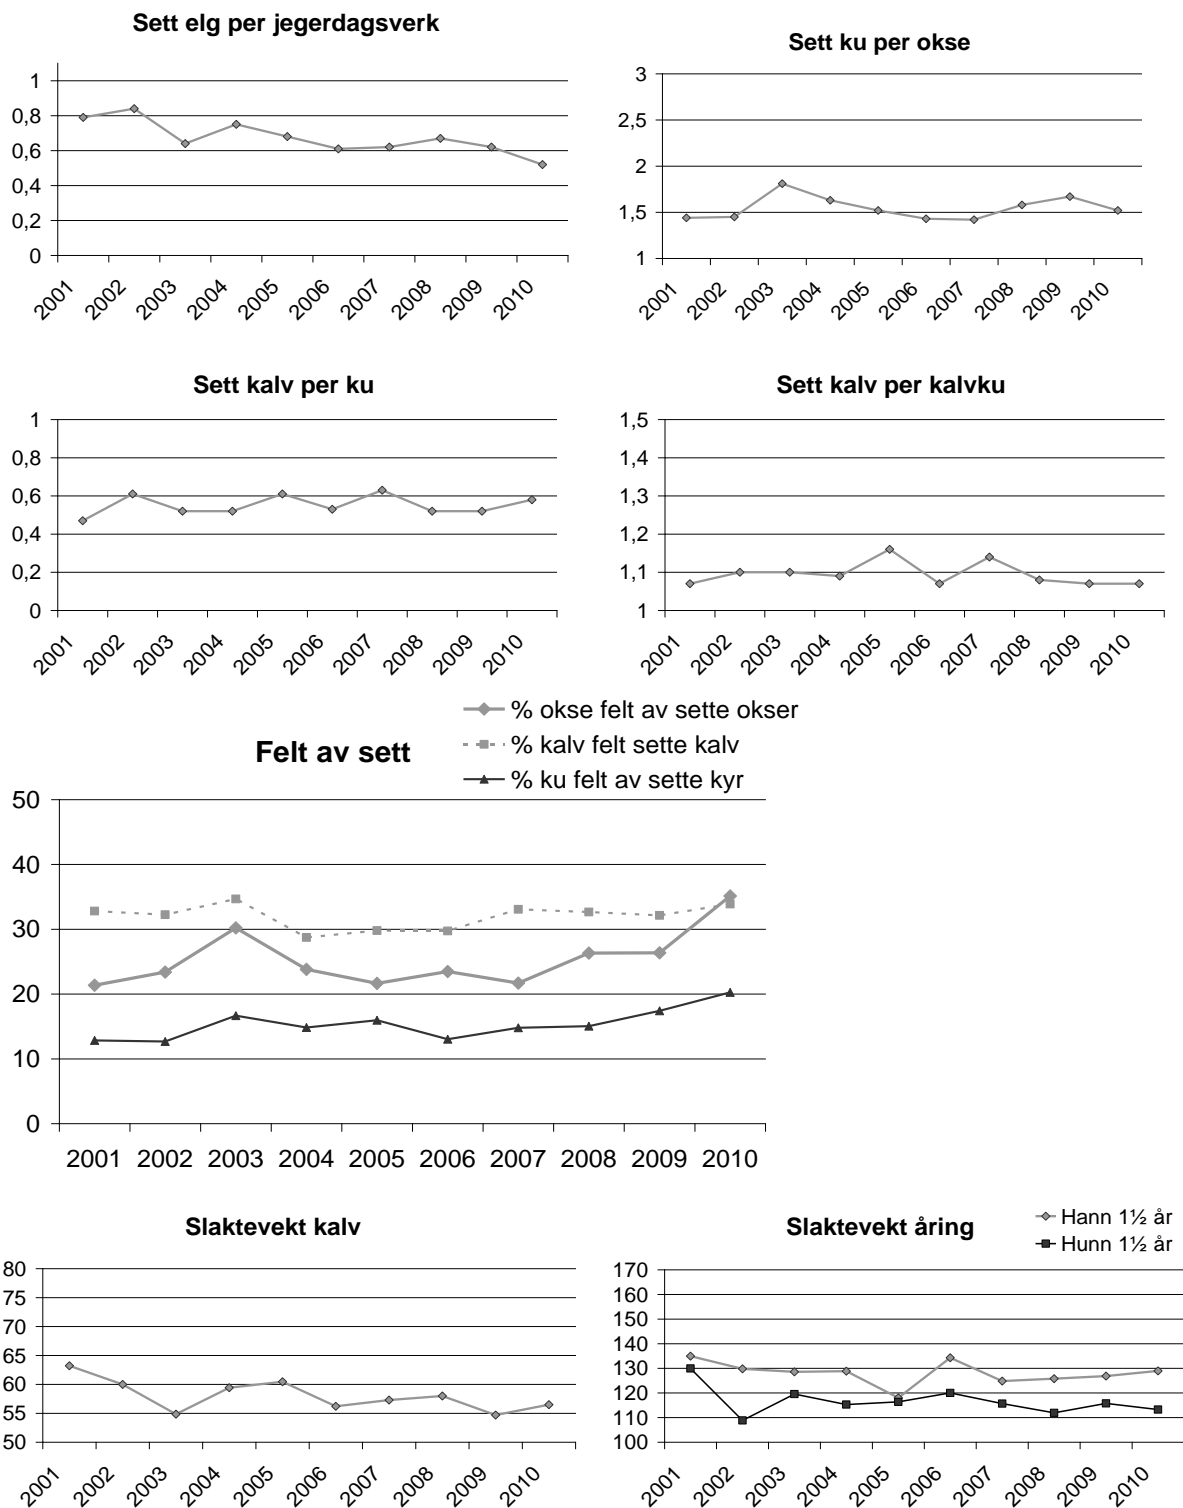 Sett elg per jegerdagsverk
1
0,8
0,6
0,4
0,2
0
2001 2002 2003 2004 2005 2006 2007 2008 2009 2010
Sett ku per okse
3
2,5
2
1,5
1
2001 2002 2003 2004 2005 2006 2007 2008 2009 2010
Sett kalv per ku
1
0,8
0,6
0,4
0,2
0
2001 2002 2003 2004 2005 2006 2007 2008 2009 2010
Sett kalv per kalvku
1,5
1,4
1,3
1,2
1,1
1
2001 2002 2003 2004 2005 2006 2007 2008 2009 2010
Felt av sett
% okse felt av sette okser
% kalv felt sette kalv
% ku felt av sette kyr
50
40
30
20
10
0
2001 2002 2003 2004 2005 2006 2007 2008 2009 2010
Slaktevekt kalv
80
75
70
65
60
55
50
2001 2002 2003 2004 2005 2006 2007 2008 2009 2010
Slaktevekt åring
Hann 1½ år
Hunn 1½ år
170
160
150
140
130
120
110
100
2001 2002 2003 2004 2005 2006 2007 2008 2009 2010